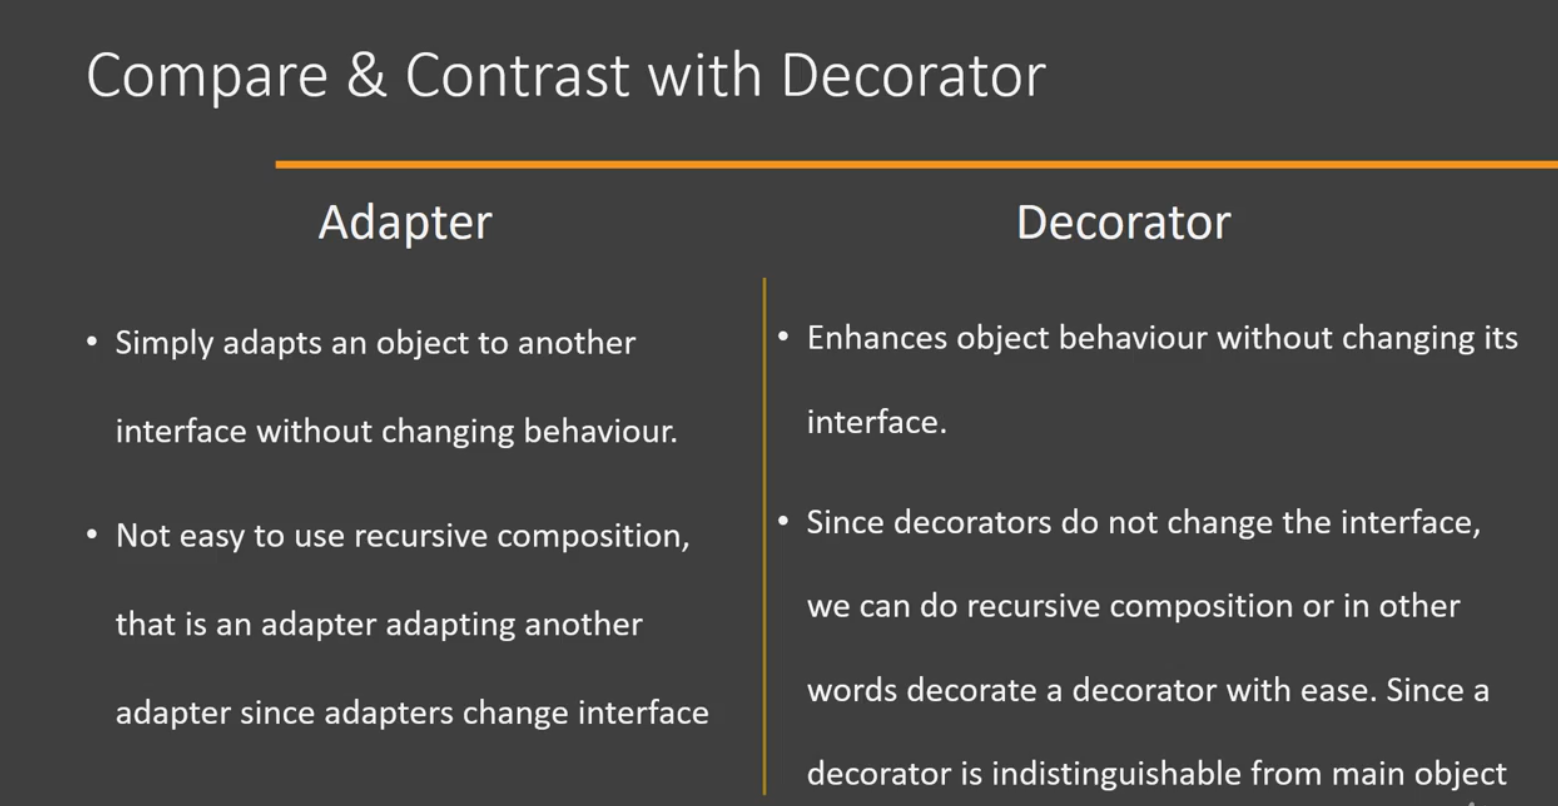 Compare & Contrast with Decorator
Adapter
• Simply adapts an object to another
interface without changing behaviour.
• Not easy to use recursive composition,
that is an adapter adapting another
adapter since adapters change interface
Decorator
• Enhances object behaviour without changing its
interface.
• Since decorators do not change the interface,
we can do recursive composition or in other
words decorate a decorator with ease. Since a
decorator is indistinguishable from main object